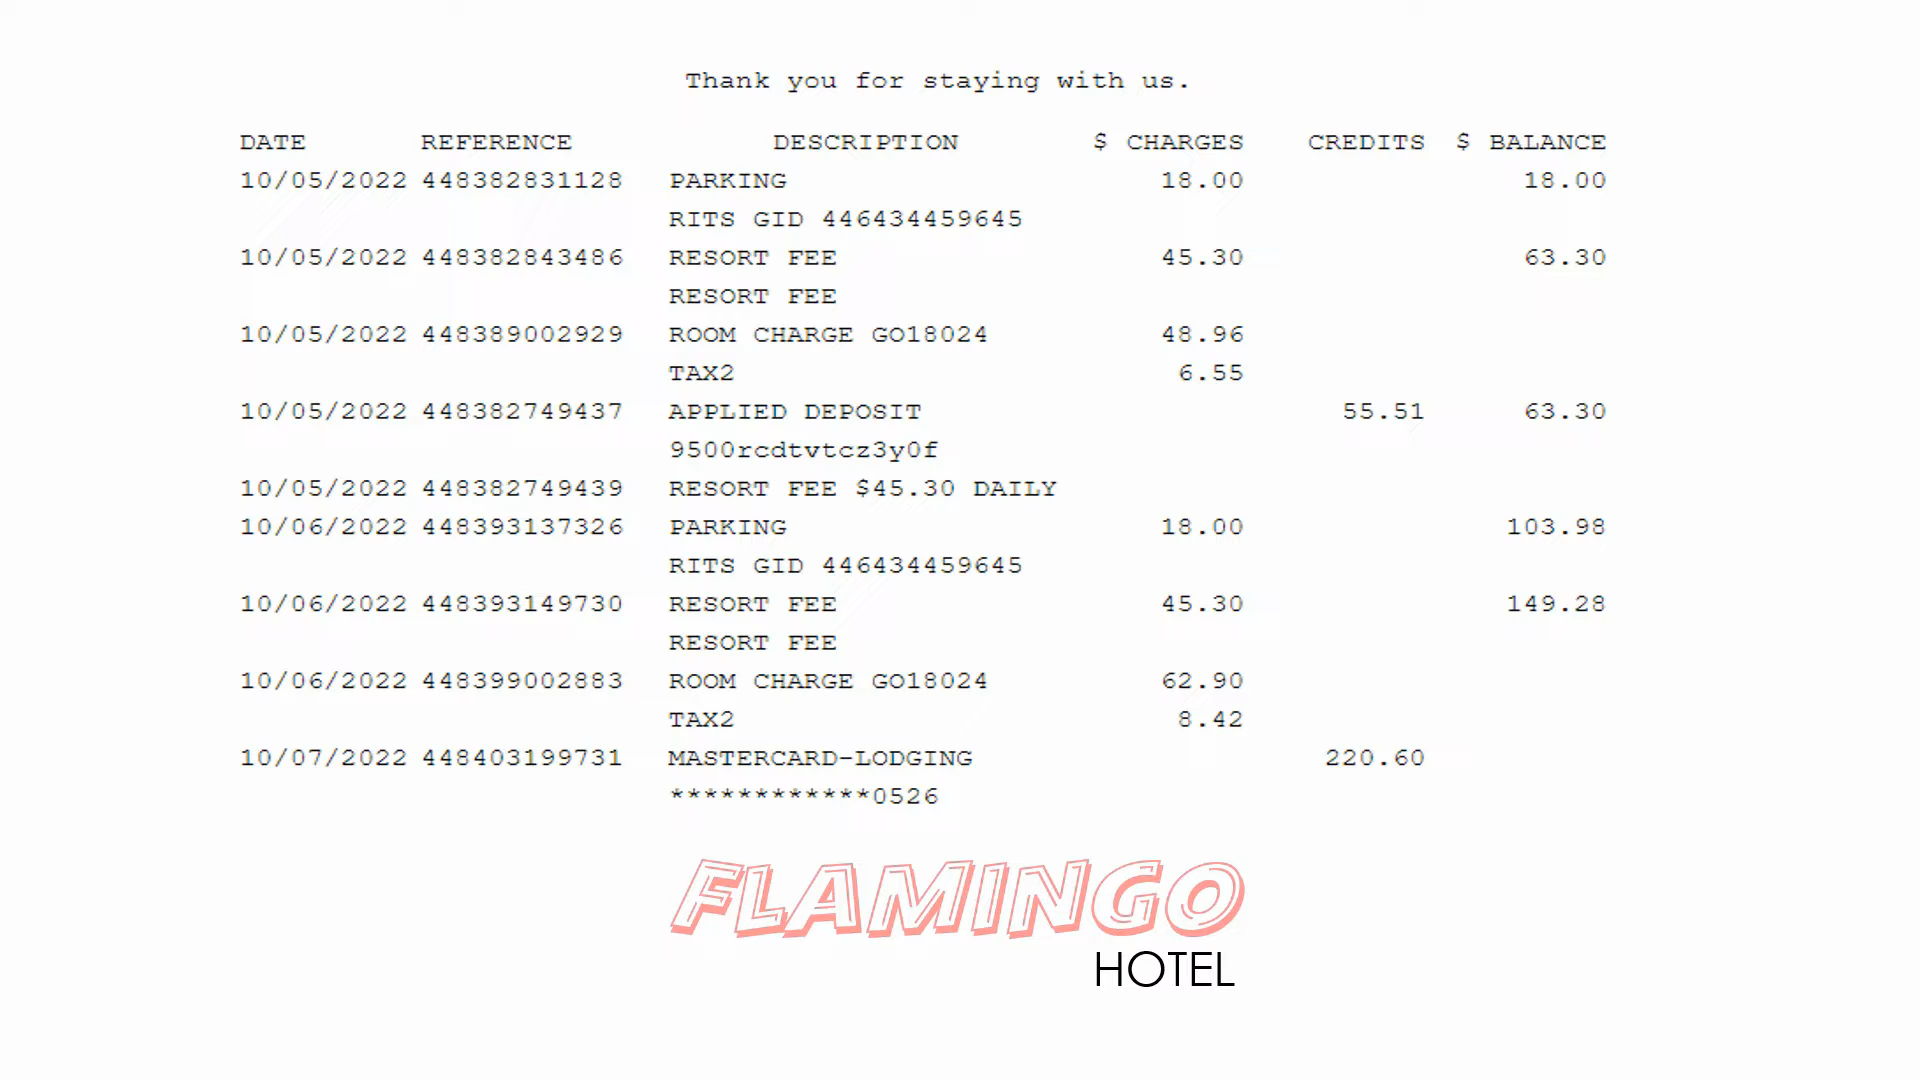 Thank you for staying with us.
DATE REFERENCE DESCRIPTION $ CHARGES CREDITS $ BALANCE
10/05/2022 448382831128 PARKING 18.00 18.00
RITS GID 446434459645
10/05/2022 448382843486 RESORT FEE 45.30 63.30
RESORT FEE
10/05/2022 448389002929 ROOM CHARGE GO18024 48.96
TAX2 6.55
10/05/2022 448382749437 APPLIED DEPOSIT 55.51 63.30
9500rcdtvtcz3y0f
10/05/2022 448382749439 RESORT FEE $45.30 DAILY
10/06/2022 448393137326 PARKING 18.00 103.98
RITS GID 446434459645
10/06/2022 448393149730 RESORT FEE 45.30 149.28
RESORT FEE
10/06/2022 448399002883 ROOM CHARGE GO18024 62.90
TAX2 8.42
10/07/2022 448403199731 MASTERCARD-LODGING 220.60
************0526
FLAMINGO
HOTEL